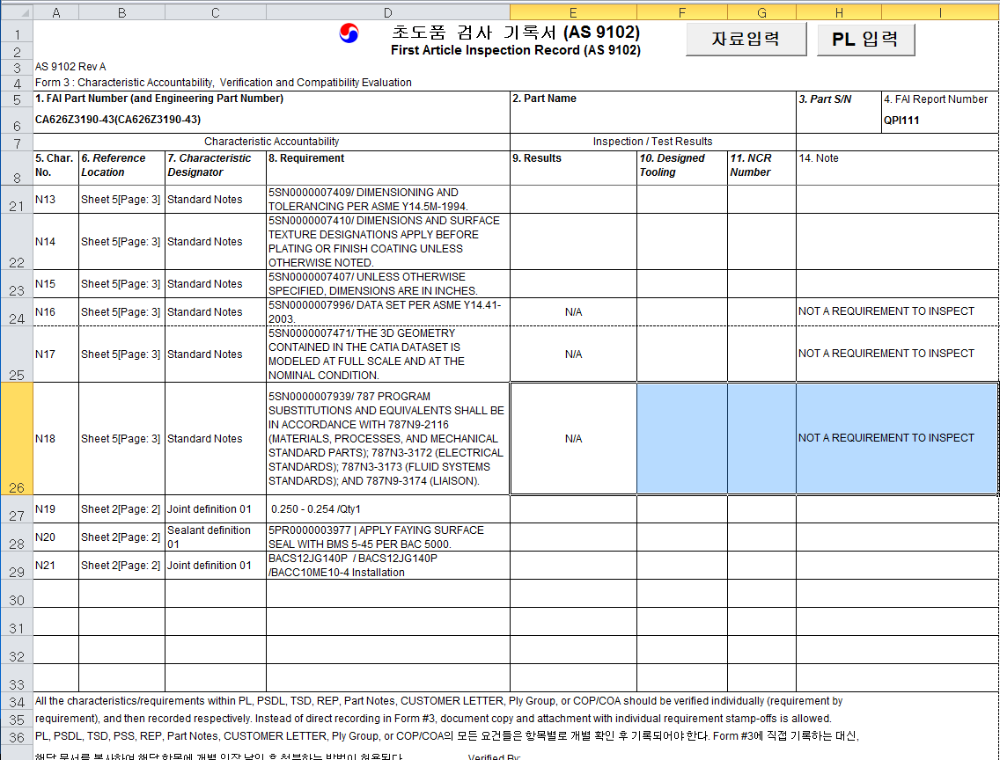 A B C D E F G H I
1 초도품 검사 기록서 (AS 9102) 자료입력 PL 입력
2 First Article Inspection Record (AS 9102)
3 AS 9102 Rev A
4 Form 3 : Characteristic Accountability, Verification and Compatibility Evaluation
5 1. FAI Part Number (and Engineering Part Number) 2. Part Name 3. Part S/N 4. FAI Report Number
6 CA626Z3190-43(CA626Z3190-43) QPI111
7 Characteristic Accountability Inspection / Test Results
5. Char. 6. Reference 7. Characteristic 8. Requirement 9. Results 10. Designed 11. NCR 14. Note
8 No. Location Designator Tooling Number
5SN0000007409/ DIMENSIONING AND
21 N13 Sheet 5[Page: 3] Standard Notes
TOLERANCING PER ASME Y14.5M-1994.
5SN0000007410/ DIMENSIONS AND SURFACE
TEXTURE DESIGNATIONS APPLY BEFORE
22 N14 Sheet 5[Page: 3] Standard Notes
PLATING OR FINISH COATING UNLESS
OTHERWISE NOTED.
5SN0000007407/ UNLESS OTHERWISE
23 N15 Sheet 5[Page: 3] Standard Notes
SPECIFIED, DIMENSIONS ARE IN INCHES.
5SN0000007996/ DATA SET PER ASME Y14.41-
24 N16 Sheet 5[Page: 3] Standard Notes N/A NOT A REQUIREMENT TO INSPECT
2003.
5SN0000007471/ THE 3D GEOMETRY
CONTAINED IN THE CATIA DATASET IS
25 N17 Sheet 5[Page: 3] Standard Notes N/A NOT A REQUIREMENT TO INSPECT
MODELED AT FULL SCALE AND AT THE
NOMINAL CONDITION.
5SN0000007939/ 787 PROGRAM
SUBSTITUTIONS AND EQUIVALENTS SHALL BE
IN ACCORDANCE WITH 787N9-2116
26 N18 Sheet 5[Page: 3] Standard Notes (MATERIALS, PROCESSES, AND MECHANICAL N/A NOT A REQUIREMENT TO INSPECT
STANDARD PARTS); 787N3-3172 (ELECTRICAL
STANDARDS); 787N3-3173 (FLUID SYSTEMS
STANDARDS); AND 787N9-3174 (LIAISON).
27 N19 Sheet 2[Page: 2] Joint definition 01 0.250 - 0.254 /Qty1
Sealant definition 5PR0000003977 | APPLY FAYING SURFACE
28 N20 Sheet 2[Page: 2]
01 SEAL WITH BMS 5-45 PER BAC 5000.
BACS12JG140P / BACS12JG140P
29 N21 Sheet 2[Page: 2] Joint definition 01
/BACC10ME10-4 Installation
30
31
32
33
34 All the characteristics/requirements within PL, PSDL, TSD, REP, Part Notes, CUSTOMER LETTER, Ply Group, or COP/COA should be verified individually (requirement by
35 requirement), and then recorded respectively. Instead of direct recording in Form #3, document copy and attachment with individual requirement stamp-offs is allowed.
36 PL, PSDL, TSD, PSS, REP, Part Notes, CUSTOMER LETTER, Ply Group, or COP/COA의 모든 요건들은 항목별로 개별 확인 후 기록되어야 한다. Form #3에 직접 기록하는 대신,
해당 문서를 복사하여 해당 항목에 개별 인장 날인 후 첨부하는 방법이 허용된다. Verified By: